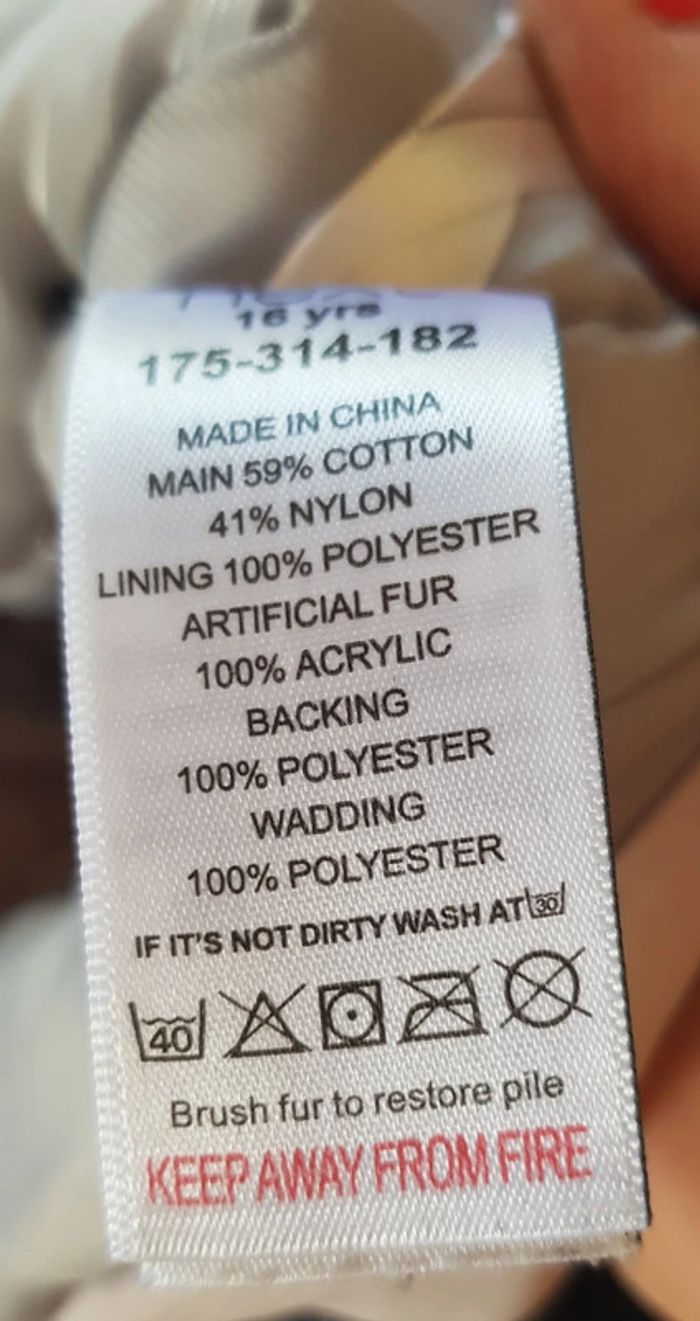 16 yrs
175-314-182
MADE IN CHINA
MAIN 59% COTTON
41% NYLON
LINING 100% POLYESTER
ARTIFICIAL FUR
100% ACRYLIC
BACKING
100% POLYESTER
WADDING
100% POLYESTER
IF IT'S NOT DIRTY WASH AT 30
40
Brush fur to restore pile
KEEP AWAY FROM FIRE